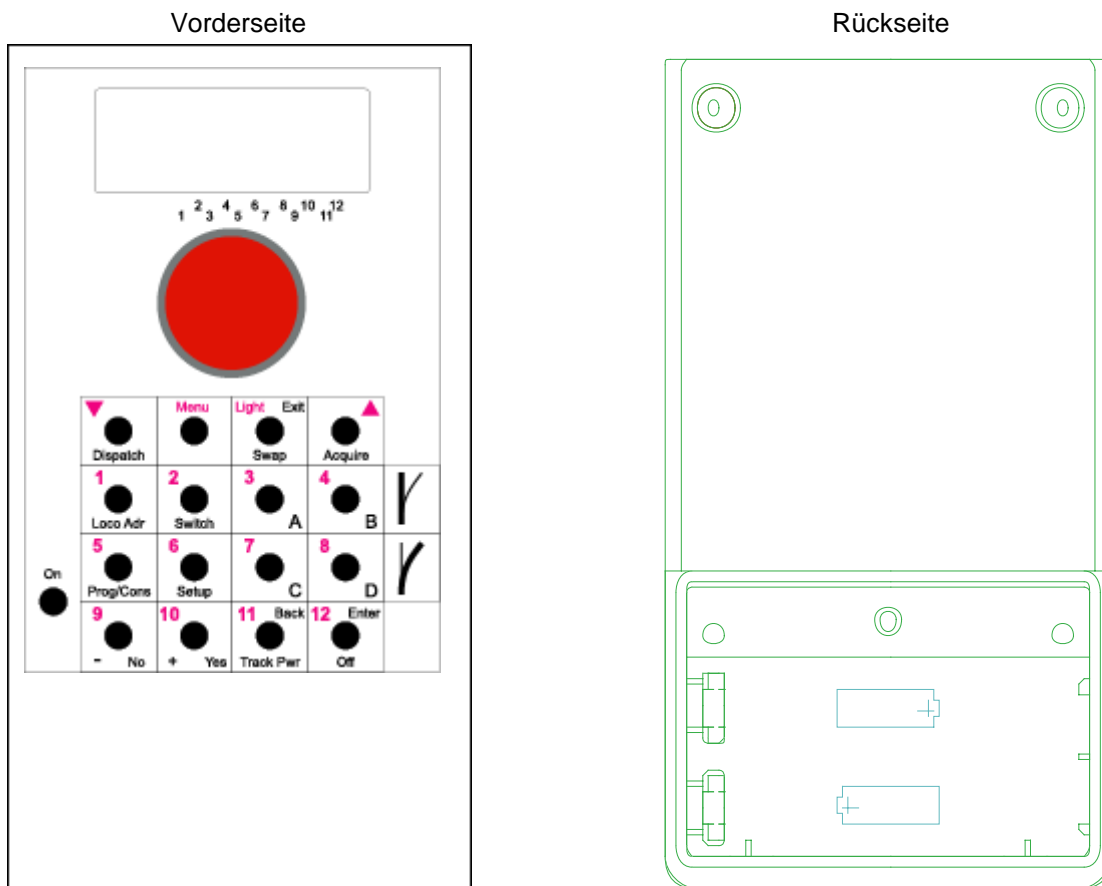 Vorderseite Rückseite
1 2 3 4 5 6 7 8 9 10 11 12
Menu Light Exit
Dispatch Swap Acquire
1 2 3 4
Loco Adr Switch A B
5 6 7 8
On
Prog/Cons Setup C D
9 10 11 Back 12 Enter
- No + Yes Track Pwr Off
+
+